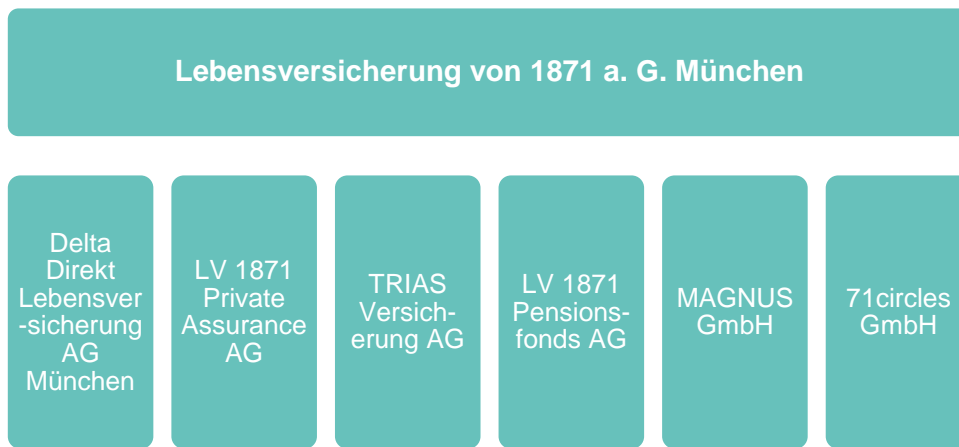 Lebensversicherung von 1871 a. G. München
Delta
Direkt
Lebensver
-sicherung
AG
München
LV 1871
Private
Assurance
AG
TRIAS
Versich-
erung AG
LV 1871
Pensions-
fonds AG
MAGNUS
GmbH
71circles
GmbH